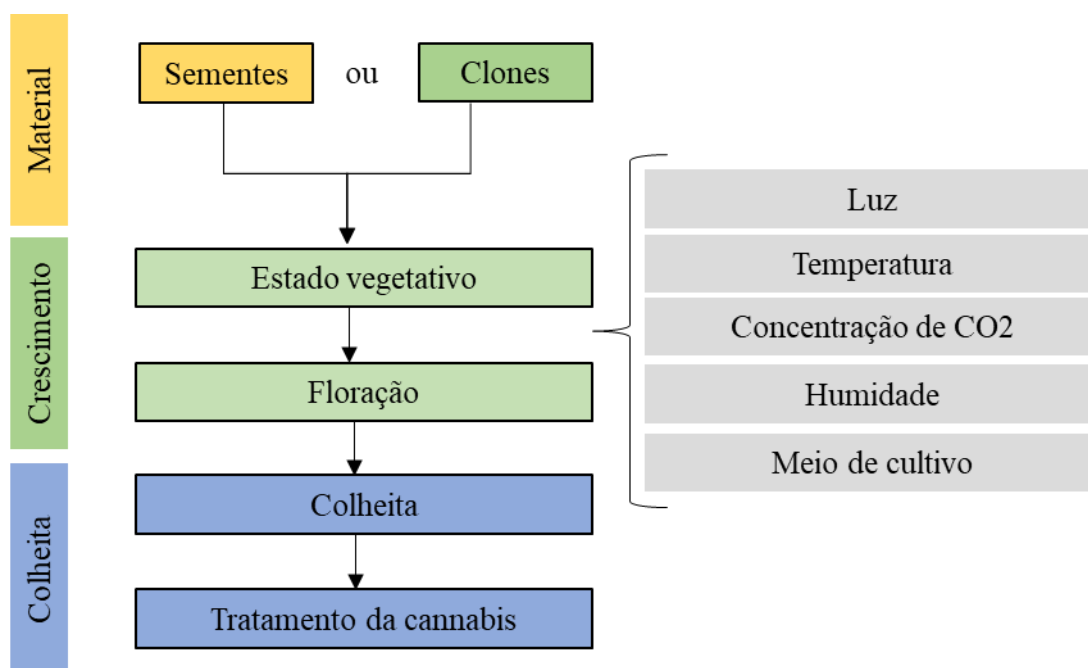 Material
Sementes
ou
Clones
Crescimento
Estado vegetativo
Floração
Luz
Temperatura
Concentração de CO2
Humidade
Meio de cultivo
Colheita
Colheita
Tratamento da cannabis